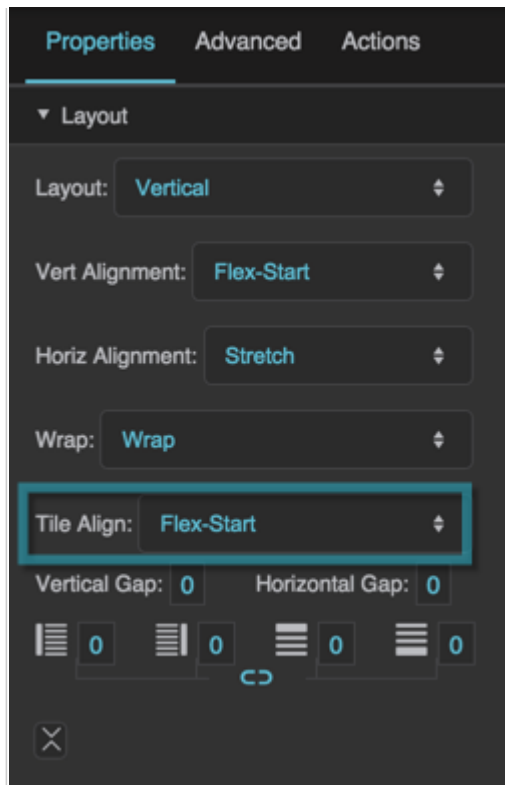 Properties Advanced Actions
Layout
Layout: Vertical
Vert Alignment: Flex-Start
Horiz Alignment: Stretch
Wrap: Wrap
Tile Align: Flex-Start
Vertical Gap: 0 Horizontal Gap: 0
0 0 0 0